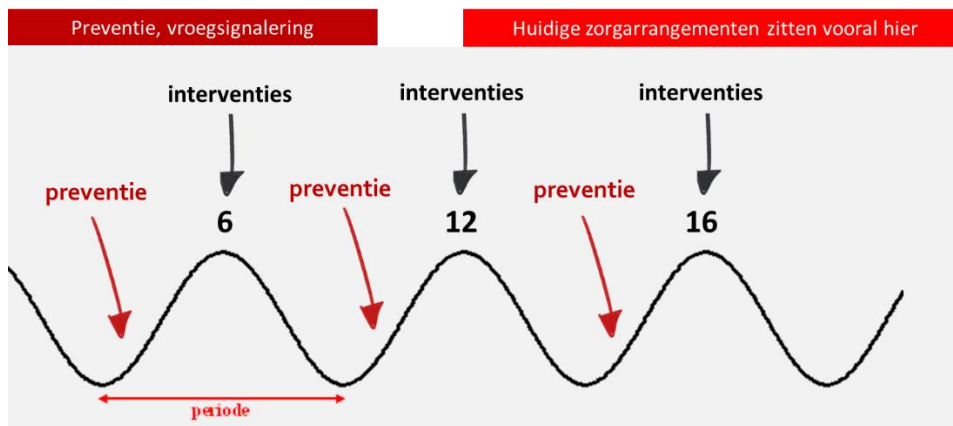 Preventie, vroegsignalering
Huidige zorgarrangementen zitten vooral hier
interventies
interventies
interventies
preventie
preventie
preventie
6
12
16
periode